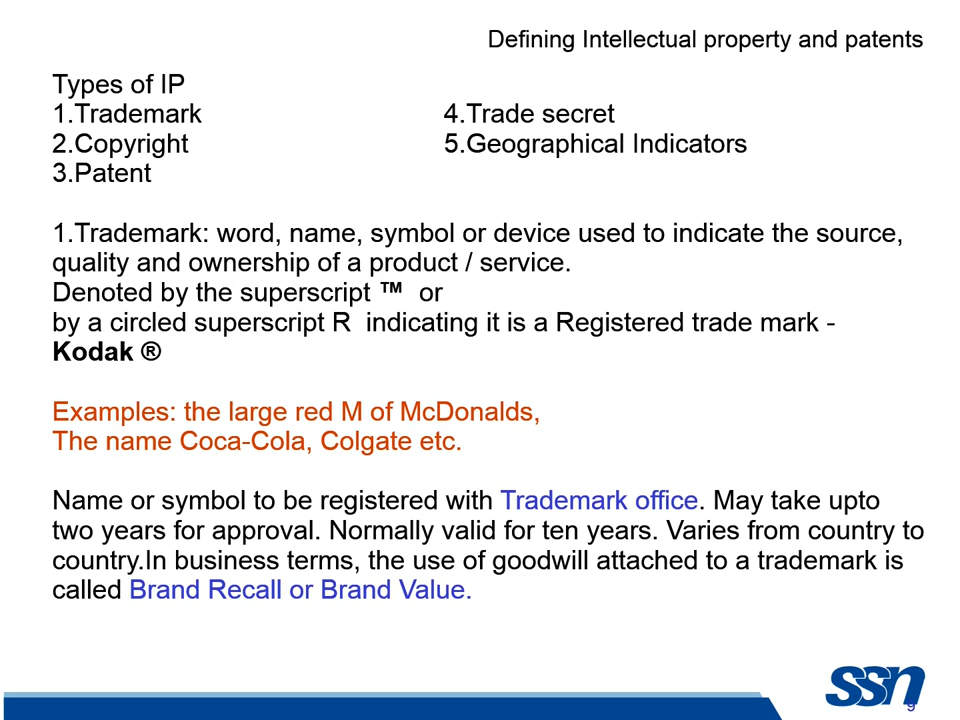 Defining Intellectual property and patents
Types of IP
1.Trademark 4.Trade secret
2.Copyright 5.Geographical Indicators
3.Patent
1.Trademark: word, name, symbol or device used to indicate the source,
quality and ownership of a product / service.
Denoted by the superscript ™ or
by a circled superscript R indicating it is a Registered trade mark -
Kodak ®
Examples: the large red M of McDonalds,
The name Coca-Cola, Colgate etc.
Name or symbol to be registered with Trademark office. May take upto
two years for approval. Normally valid for ten years. Varies from country to
country.In business terms, the use of goodwill attached to a trademark is
called Brand Recall or Brand Value.
ssn
9